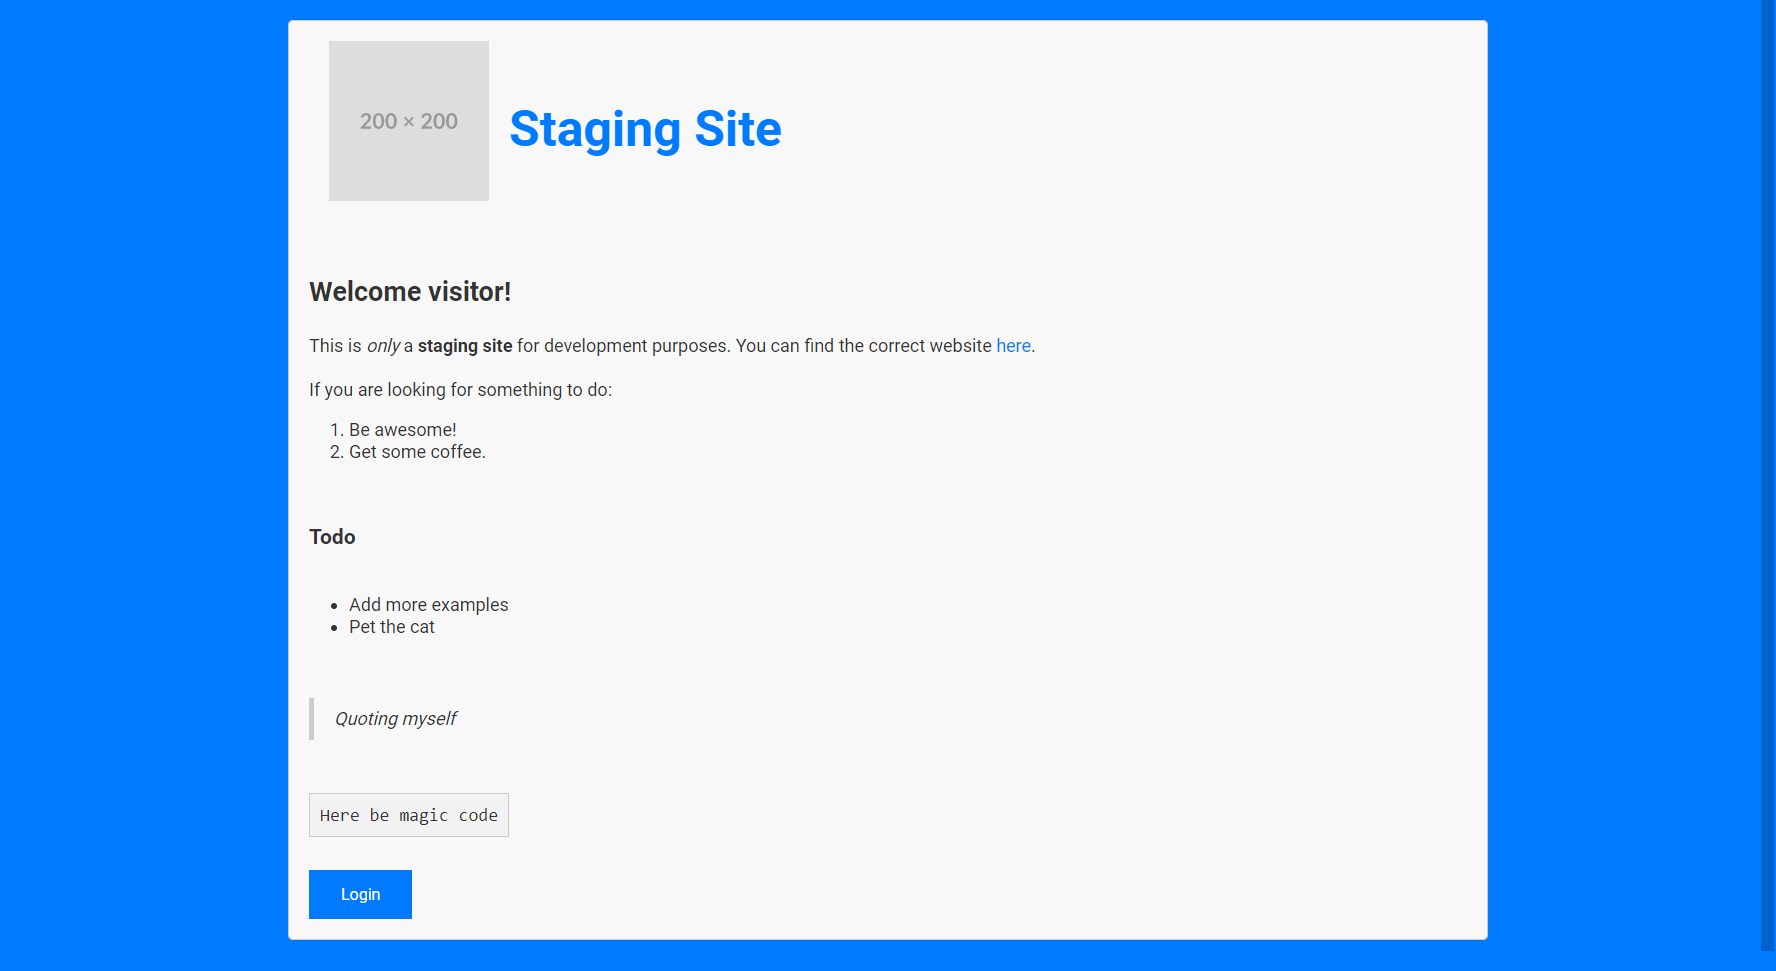 200 × 200
Staging Site
Welcome visitor!
This is only a staging site for development purposes. You can find the correct website here.
If you are looking for something to do:
1. Be awesome!
2. Get some coffee.
Todo
• Add more examples
• Pet the cat
Quoting myself
Here be magic code
Login